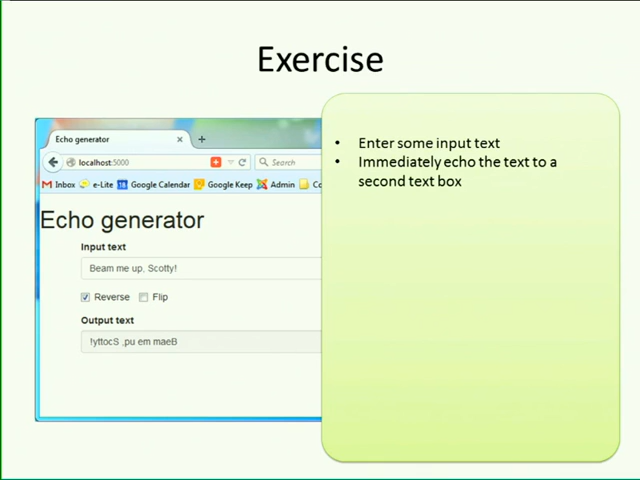 Exercise
Echo generator
localhost:5000
Search
Inbox e-Lite Google Calendar Google Keep Admin Co
Echo generator
Input text
Beam me up, Scotty!
Reverse Flip
Output text
!yttocS ,pu em maeB
• Enter some input text
• Immediately echo the text to a
second text box